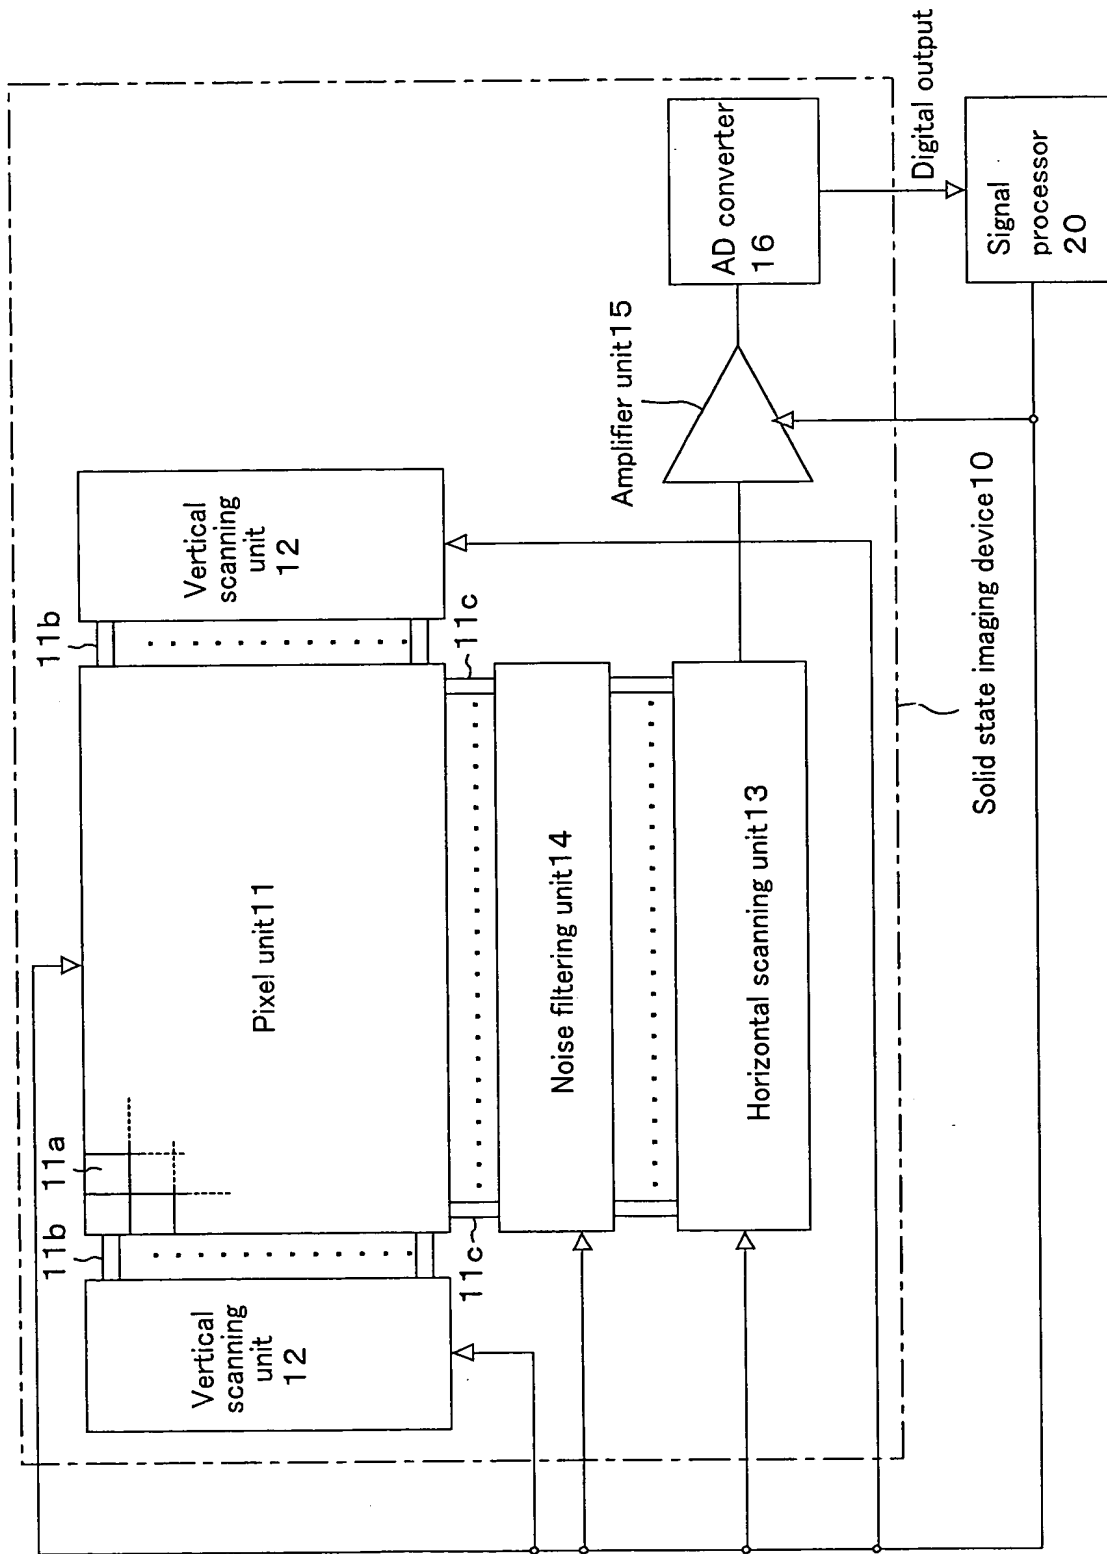 11b
11a
11b
Vertical
scanning
unit
12
Pixel unit11
Vertical
scanning
unit
12
11c
11c
Noise filtering unit14
Horizontal scanning unit13
Amplifier unit15
AD converter
16
Solid state imaging device10
Digital output
Signal
processor
20